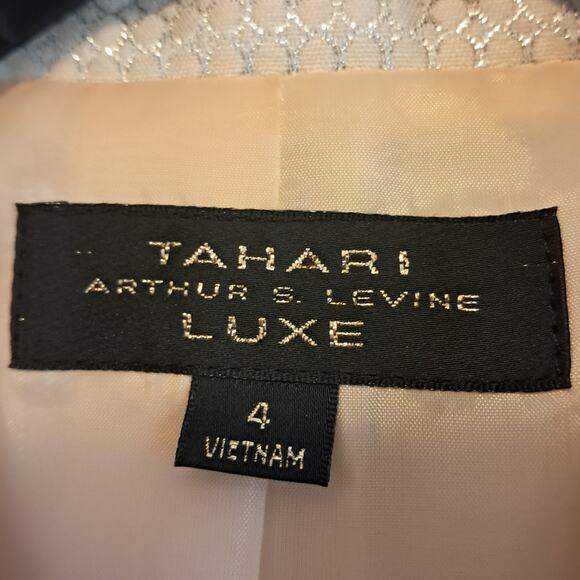 TAHARI
ARTHUR S. LEVINE
LUXE
4
VIETNAM